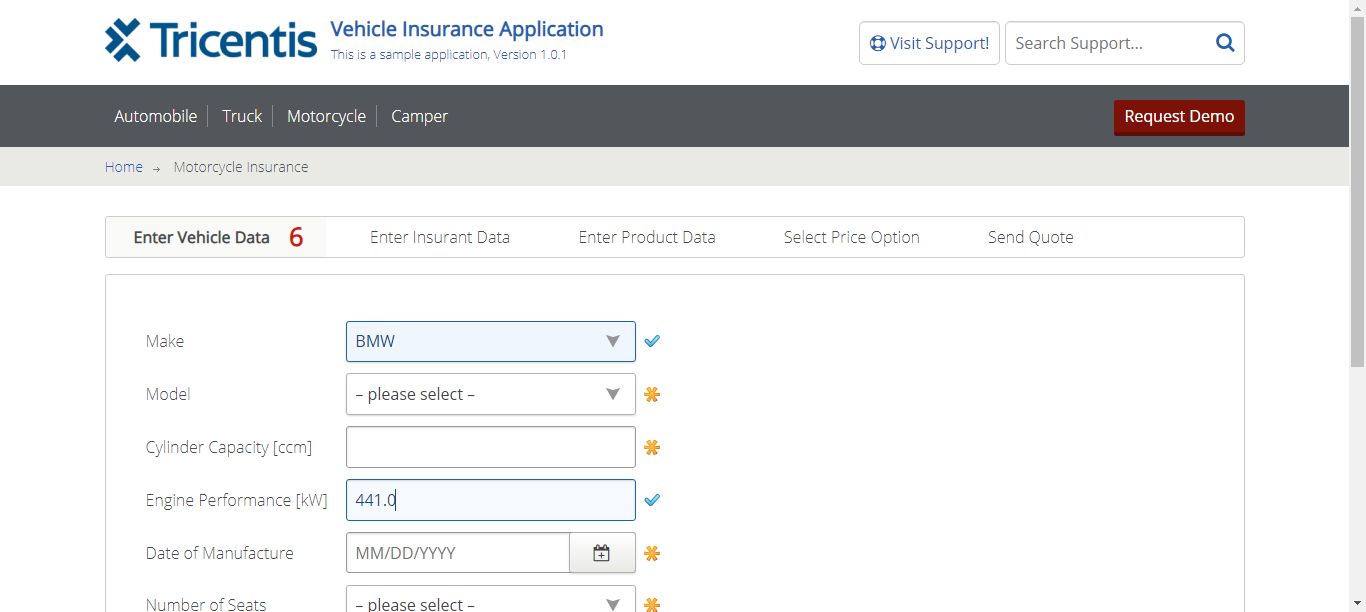 Tricentis
Vehicle Insurance Application
This is a sample application, Version 1.0.1
Visit Support!
Search Support...
Automobile
Truck
Motorcycle
Camper
Request Demo
Home → Motorcycle Insurance
Enter Vehicle Data 6
Enter Insurant Data
Enter Product Data
Select Price Option
Send Quote
Make
BMW
Model
– please select –
Cylinder Capacity [ccm]
Engine Performance [kW]
441.0
Date of Manufacture
MM/DD/YYYY
Number of Seats
– please select –